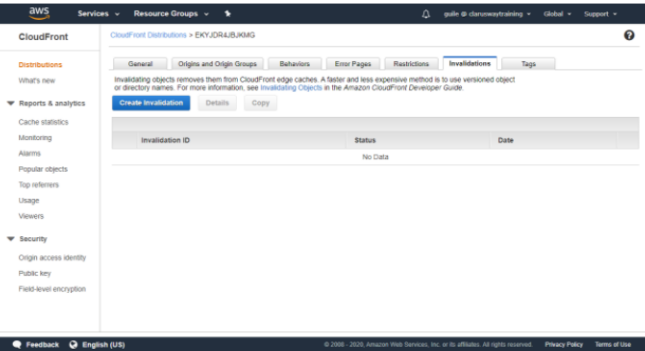 aws Services Resource Groups guile @ daruswaytraining Global Support
CloudFront
CloudFront Distributions > EKYJDR4JBJKMG
Distributions
What's new
Reports & analytics
Cache statistics
Monitoring
Alarms
Popular objects
Top referrers
Usage
Viewers
Security
Origin access identity
Public key
Field-level encryption
General Origins and Origin Groups Behaviors Error Pages Restrictions Invalidations Tags
Invalidating objects removes them from CloudFront edge caches. A faster and less expensive method is to use versioned object
or directory names. For more information, see Invalidating Objects in the Amazon CloudFront Developer Guide.
Create Invalidation Details Copy
Invalidation ID Status Date
No Data
Feedback English (US) © 2008 - 2020, Amazon Web Services, Inc. or its affiliates. All rights reserved. Privacy Policy Terms of Use